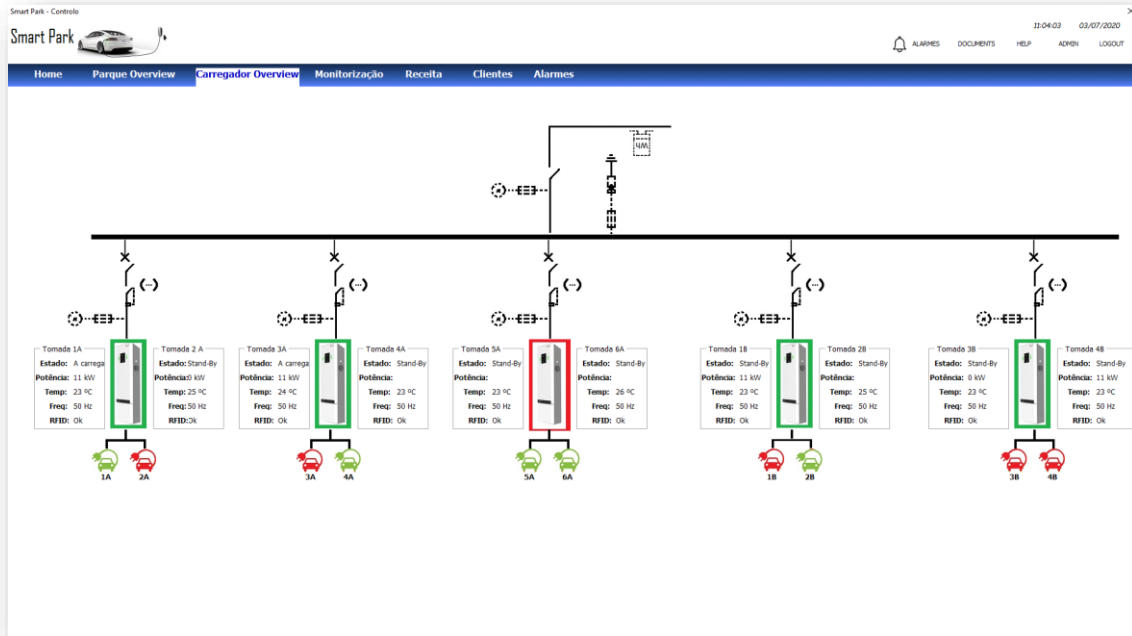 Smart Park - Controlo
Smart Park
11:04:03 03/07/2020
ALARMES DOCUMENTS HELP ADMIN LOGOUT
Home Parque Overview Carregador Overview Monitorização Receita Clientes Alarmes
Wh
Tomada 1A
Estado: A carrega
Potência: 11 kW
Temp: 23 ºC
Freq: 50 Hz
RFID: Ok
Tomada 2 A
Estado: Stand-By
Potência: 0 kW
Temp: 25 ºC
Freq: 50 Hz
RFID: Ok
Tomada 3A
Estado: A carrega
Potência: 11 kW
Temp: 24 ºC
Freq: 50 Hz
RFID: Ok
Tomada 4A
Estado: Stand-By
Potência:
Temp: 23 ºC
Freq: 50 Hz
RFID: Ok
Tomada 5A
Estado: Stand-By
Potência:
Temp: 23 ºC
Freq: 50 Hz
RFID: Ok
Tomada 6A
Estado: Stand-By
Potência:
Temp: 26 ºC
Freq: 50 Hz
RFID: Ok
Tomada 1B
Estado: Stand-By
Potência: 11 kW
Temp: 23 ºC
Freq: 50 Hz
RFID: Ok
Tomada 2B
Estado: Stand-By
Potência:
Temp: 25 ºC
Freq: 50 Hz
RFID: Ok
Tomada 3B
Estado: Stand-By
Potência: 0 kW
Temp: 23 ºC
Freq: 50 Hz
RFID: Ok
Tomada 4B
Estado: Stand-By
Potência: 11 kW
Temp: 23 ºC
Freq: 50 Hz
RFID: Ok
1A 2A 3A 4A 5A 6A 1B 2B 3B 4B